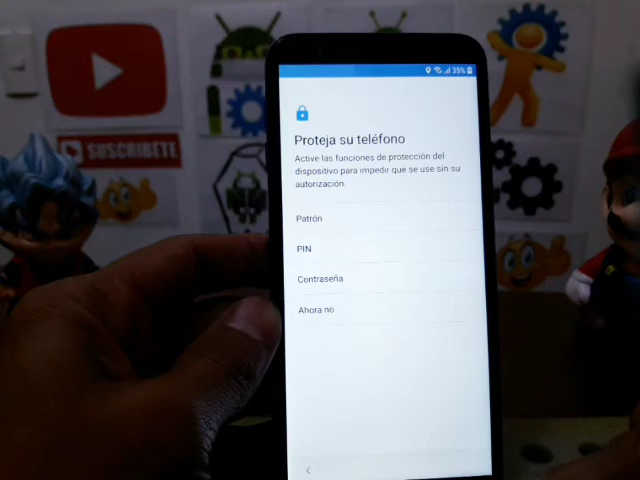 35%
SUSCRIBETE
Proteja su teléfono
Active las funciones de protección del
dispositivo para impedir que se use sin su
autorización.
Patrón
PIN
Contraseña
Ahora no